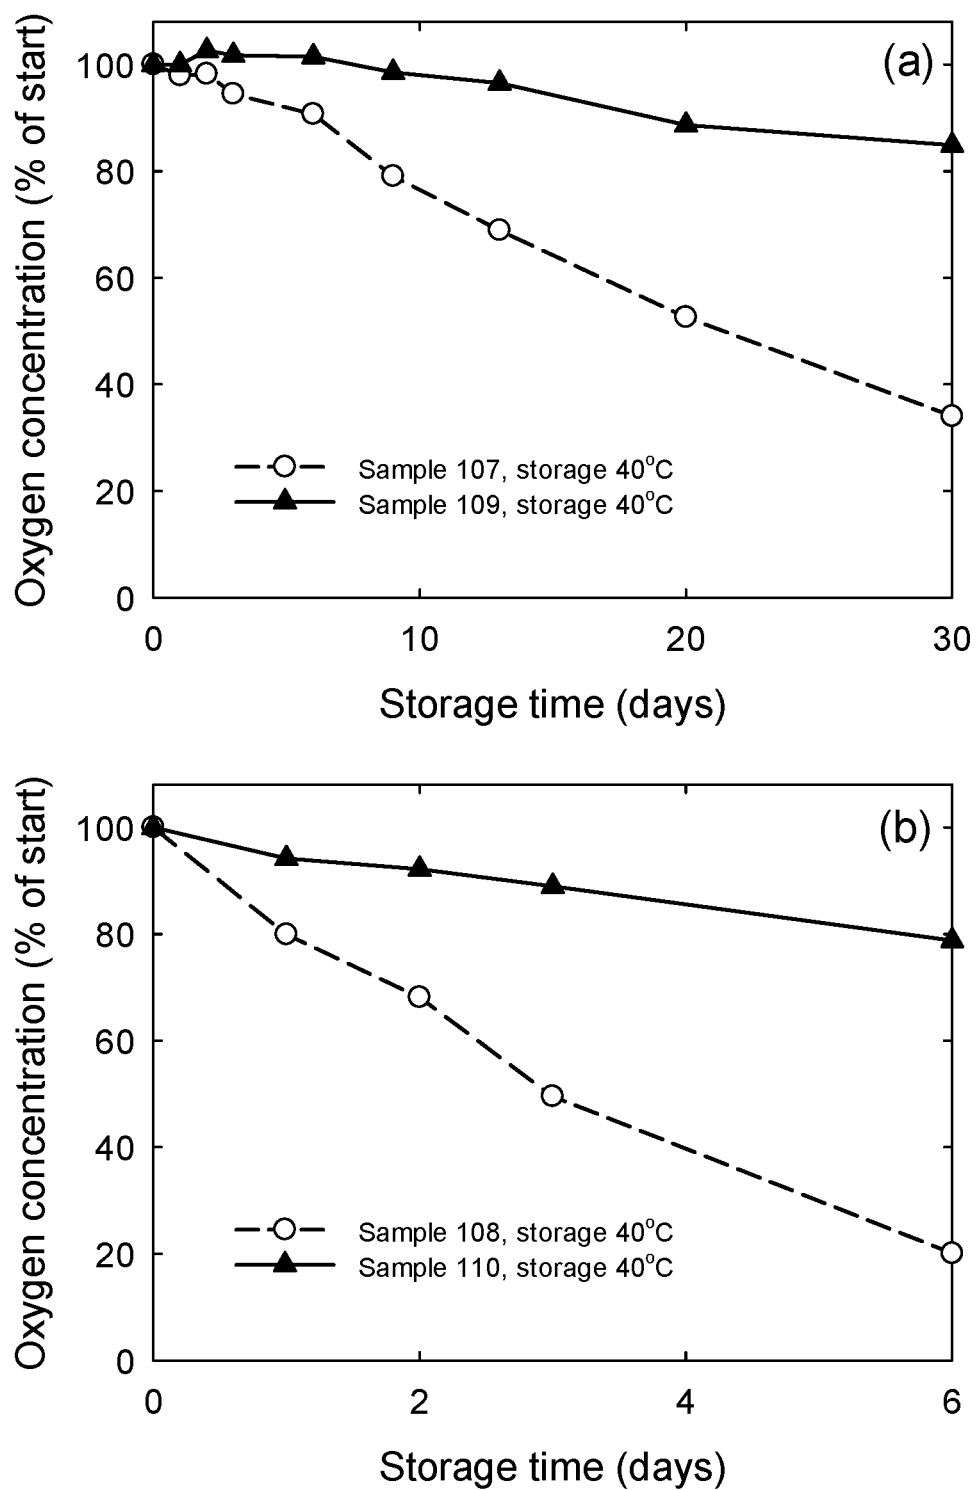 (a)
Oxygen concentration (% of start)
100
80
60
40
20
0
Sample 107, storage 40°C
Sample 109, storage 40°C
0 10 20 30
Storage time (days)
(b)
Oxygen concentration (% of start)
100
80
60
40
20
0
Sample 108, storage 40°C
Sample 110, storage 40°C
0 2 4 6
Storage time (days)